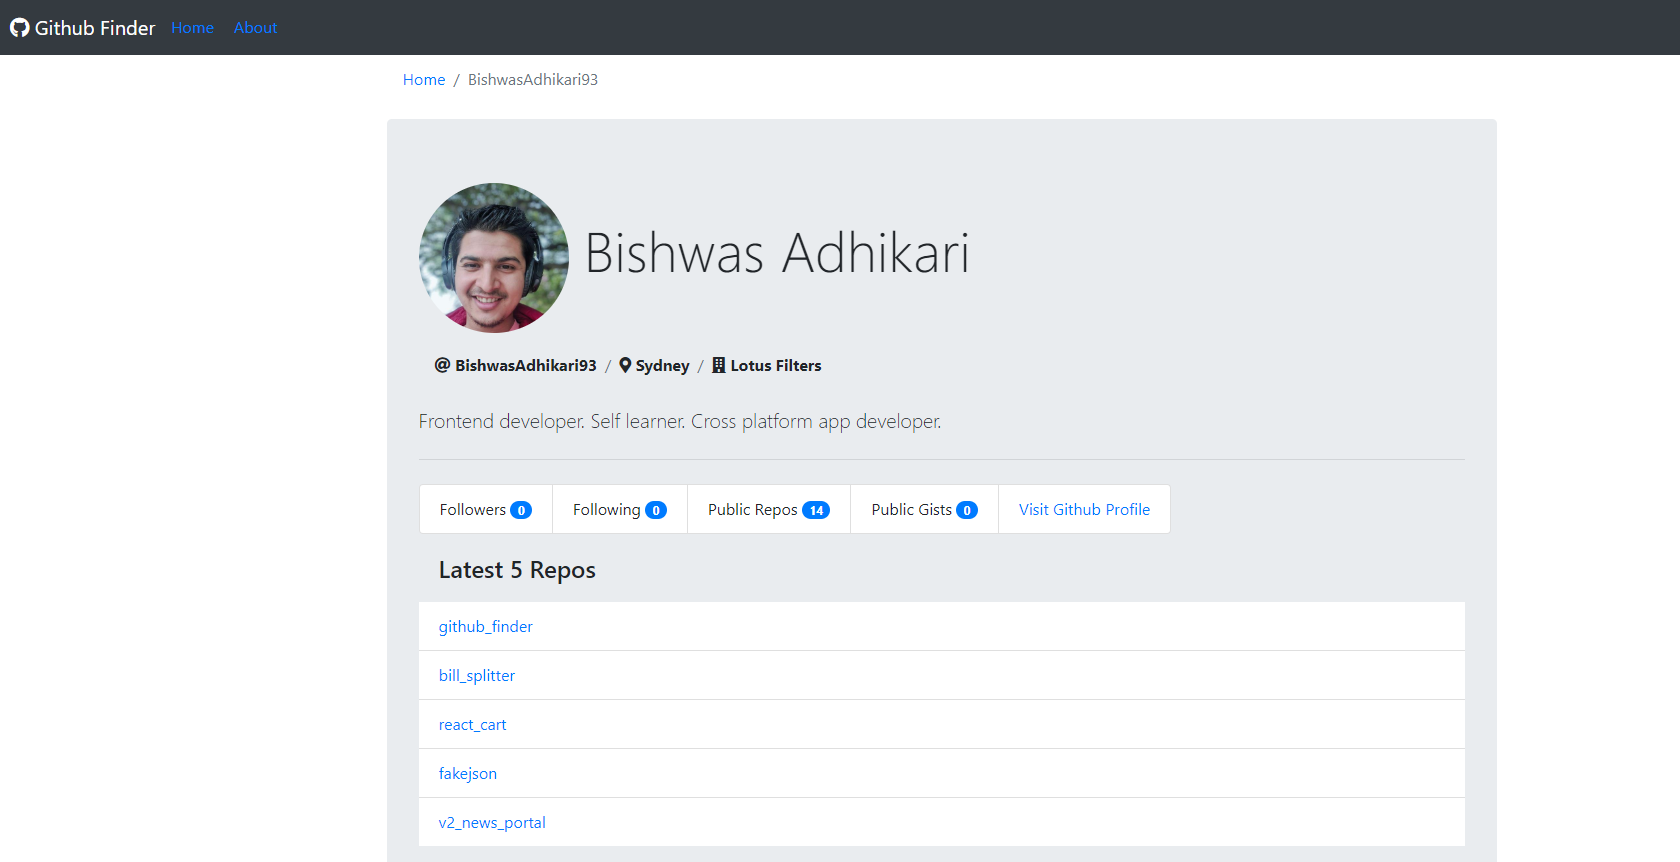 Github Finder Home About
Home / BishwasAdhikari93
Bishwas Adhikari
@ BishwasAdhikari93 / Sydney / Lotus Filters
Frontend developer. Self learner. Cross platform app developer.
Followers 0 Following 0 Public Repos 14 Public Gists 0 Visit Github Profile
Latest 5 Repos
github_finder
bill_splitter
react_cart
fakejson
v2_news_portal